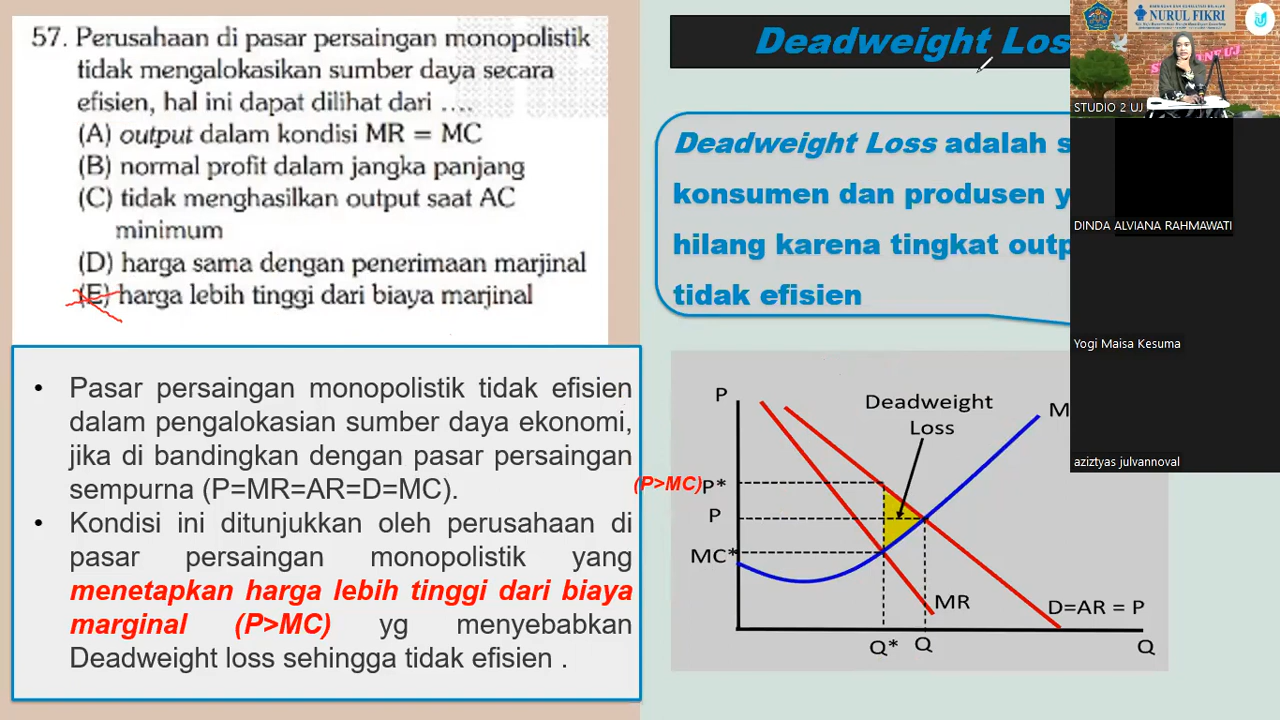 57. Perusahaan di pasar persaingan monopolistik
tidak mengalokasikan sumber daya secara
efisien, hal ini dapat dilihat dari ....
(A) output dalam kondisi MR = MC
(B) normal profit dalam jangka panjang
(C) tidak menghasilkan output saat AC
minimum
(D) harga sama dengan penerimaan marjinal
(E) harga lebih tinggi dari biaya marjinal
• Pasar persaingan monopolistik tidak efisien
dalam pengalokasian sumber daya ekonomi,
jika di bandingkan dengan pasar persaingan
sempurna (P=MR=AR=D=MC).
• Kondisi ini ditunjukkan oleh perusahaan di
pasar persaingan monopolistik yang
menetapkan harga lebih tinggi dari biaya
marginal (P>MC) yg menyebabkan
Deadweight loss sehingga tidak efisien .
Deadweight Los
Deadweight Loss adalah s
konsumen dan produsen y
hilang karena tingkat outp
tidak efisien
P
Deadweight
Loss
M
(P>MC) P*
P
MC*
MR
D=AR = P
Q* Q
Q
NURUL FIKRI
STUDIO 2 UJ
DINDA ALVIANA RAHMAWATI
Yogi Maisa Kesuma
aziztyas julvannoval